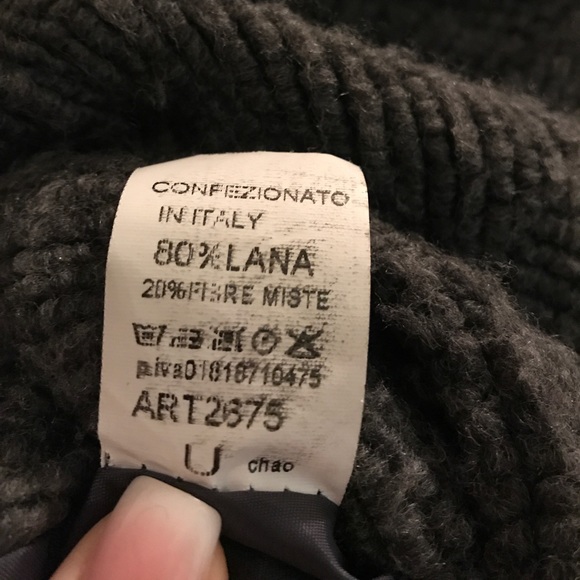 CONFEZIONATO
IN ITALY
80%LANA
20%FIBRE MISTE
p.iva01816710475
ART2675
U chao